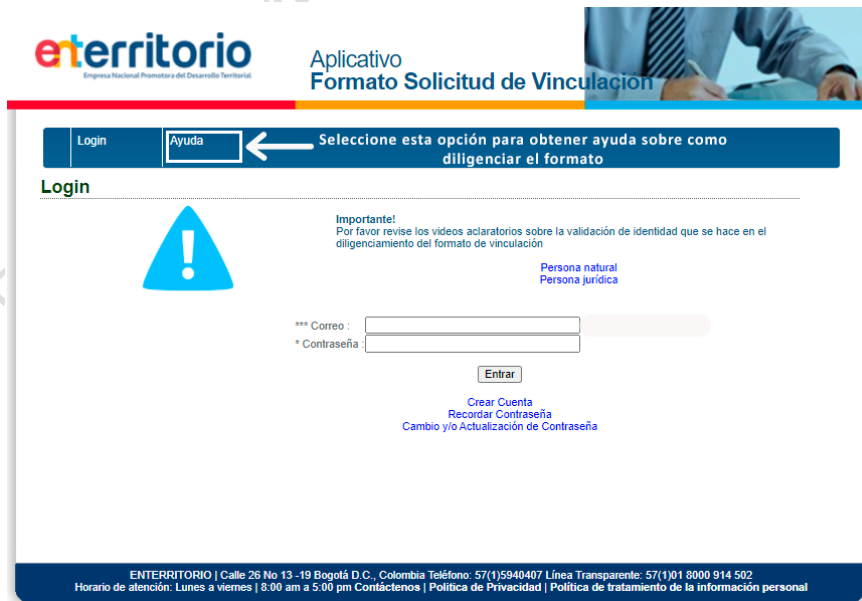 enterritorio
Empresa Nacional Promotora del Desarrollo Territorial
Aplicativo
Formato Solicitud de Vinculación
Login
Ayuda
Seleccione esta opción para obtener ayuda sobre como
diligenciar el formato
Login
Importante!
Por favor revise los videos aclaratorios sobre la validación de identidad que se hace en el
diligenciamiento del formato de vinculación
Persona natural
Persona jurídica
*** Correo :
* Contraseña :
Entrar
Crear Cuenta
Recordar Contraseña
Cambio y/o Actualización de Contraseña
ENTERRITORIO | Calle 26 No 13 -19 Bogotá D.C., Colombia Teléfono: 57(1)5940407 Línea Transparente: 57(1)01 8000 914 502
Horario de atención: Lunes a viernes | 8:00 am a 5:00 pm Contáctenos | Politica de Privacidad | Política de tratamiento de la información personal